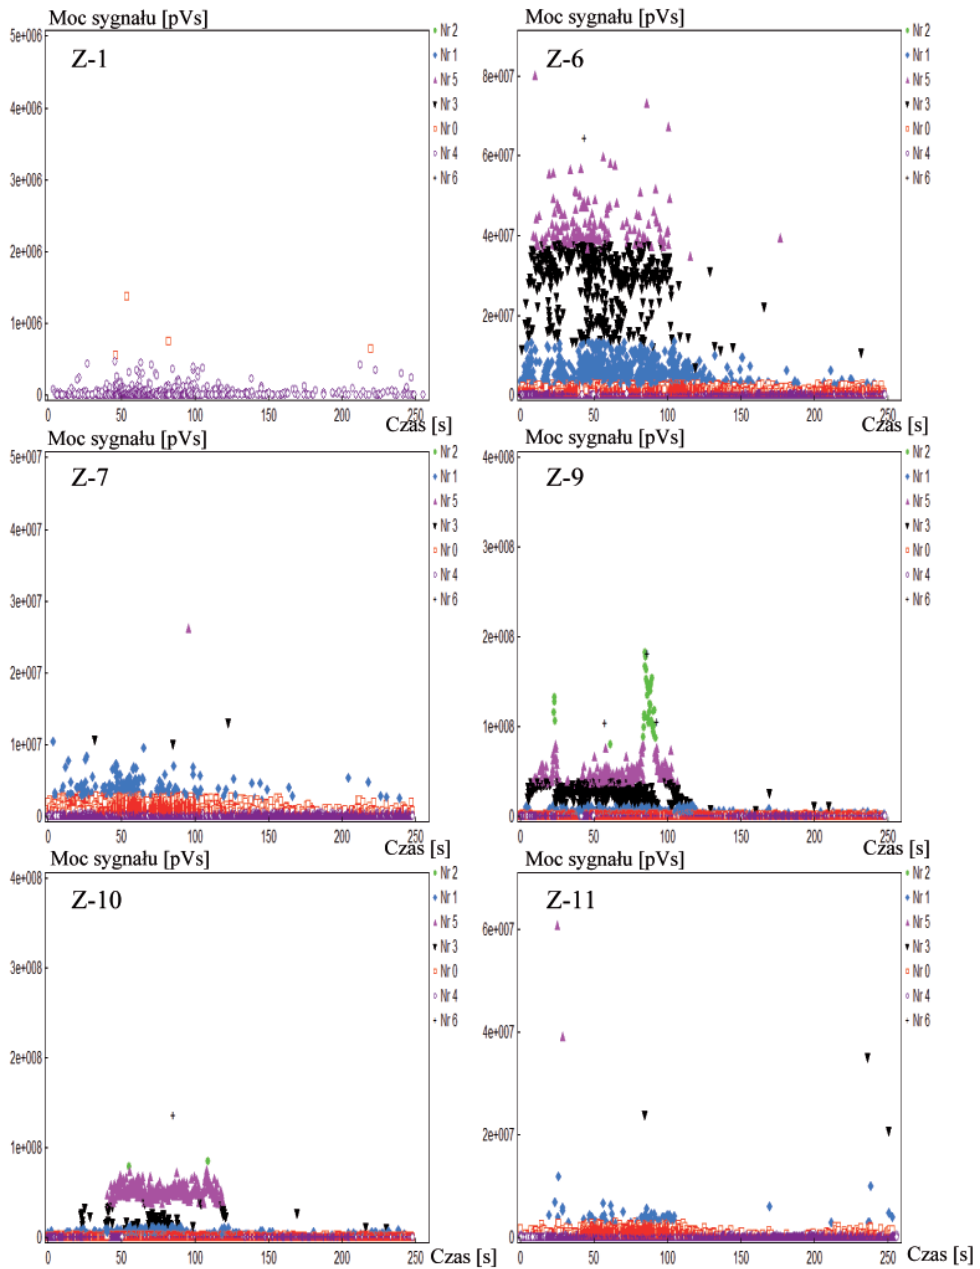 Moc sygnału [pVs]
Z-1
5e+006
4e+006
3e+006
2e+006
1e+006
0
0 50 100 150 200 250
Czas [s]
Nr 2
Nr 1
Nr 5
Nr 3
Nr 0
Nr 4
Nr 6
Moc sygnału [pVs]
Z-6
8e+007
6e+007
4e+007
2e+007
0
0 50 100 150 200 250
Czas [s]
Nr 2
Nr 1
Nr 5
Nr 3
Nr 0
Nr 4
Nr 6
Moc sygnału [pVs]
Z-7
5e+007
4e+007
3e+007
2e+007
1e+007
0
0 50 100 150 200 250
Czas [s]
Nr 2
Nr 1
Nr 5
Nr 3
Nr 0
Nr 4
Nr 6
Moc sygnału [pVs]
Z-9
4e+008
3e+008
2e+008
1e+008
0
0 50 100 150 200 250
Czas [s]
Nr 2
Nr 1
Nr 5
Nr 3
Nr 0
Nr 4
Nr 6
Moc sygnału [pVs]
Z-10
4e+008
3e+008
2e+008
1e+008
0
0 50 100 150 200 250
Czas [s]
Nr 2
Nr 1
Nr 5
Nr 3
Nr 0
Nr 4
Nr 6
Moc sygnału [pVs]
Z-11
6e+007
4e+007
2e+007
0
0 50 100 150 200 250
Czas [s]
Nr 2
Nr 1
Nr 5
Nr 3
Nr 0
Nr 4
Nr 6